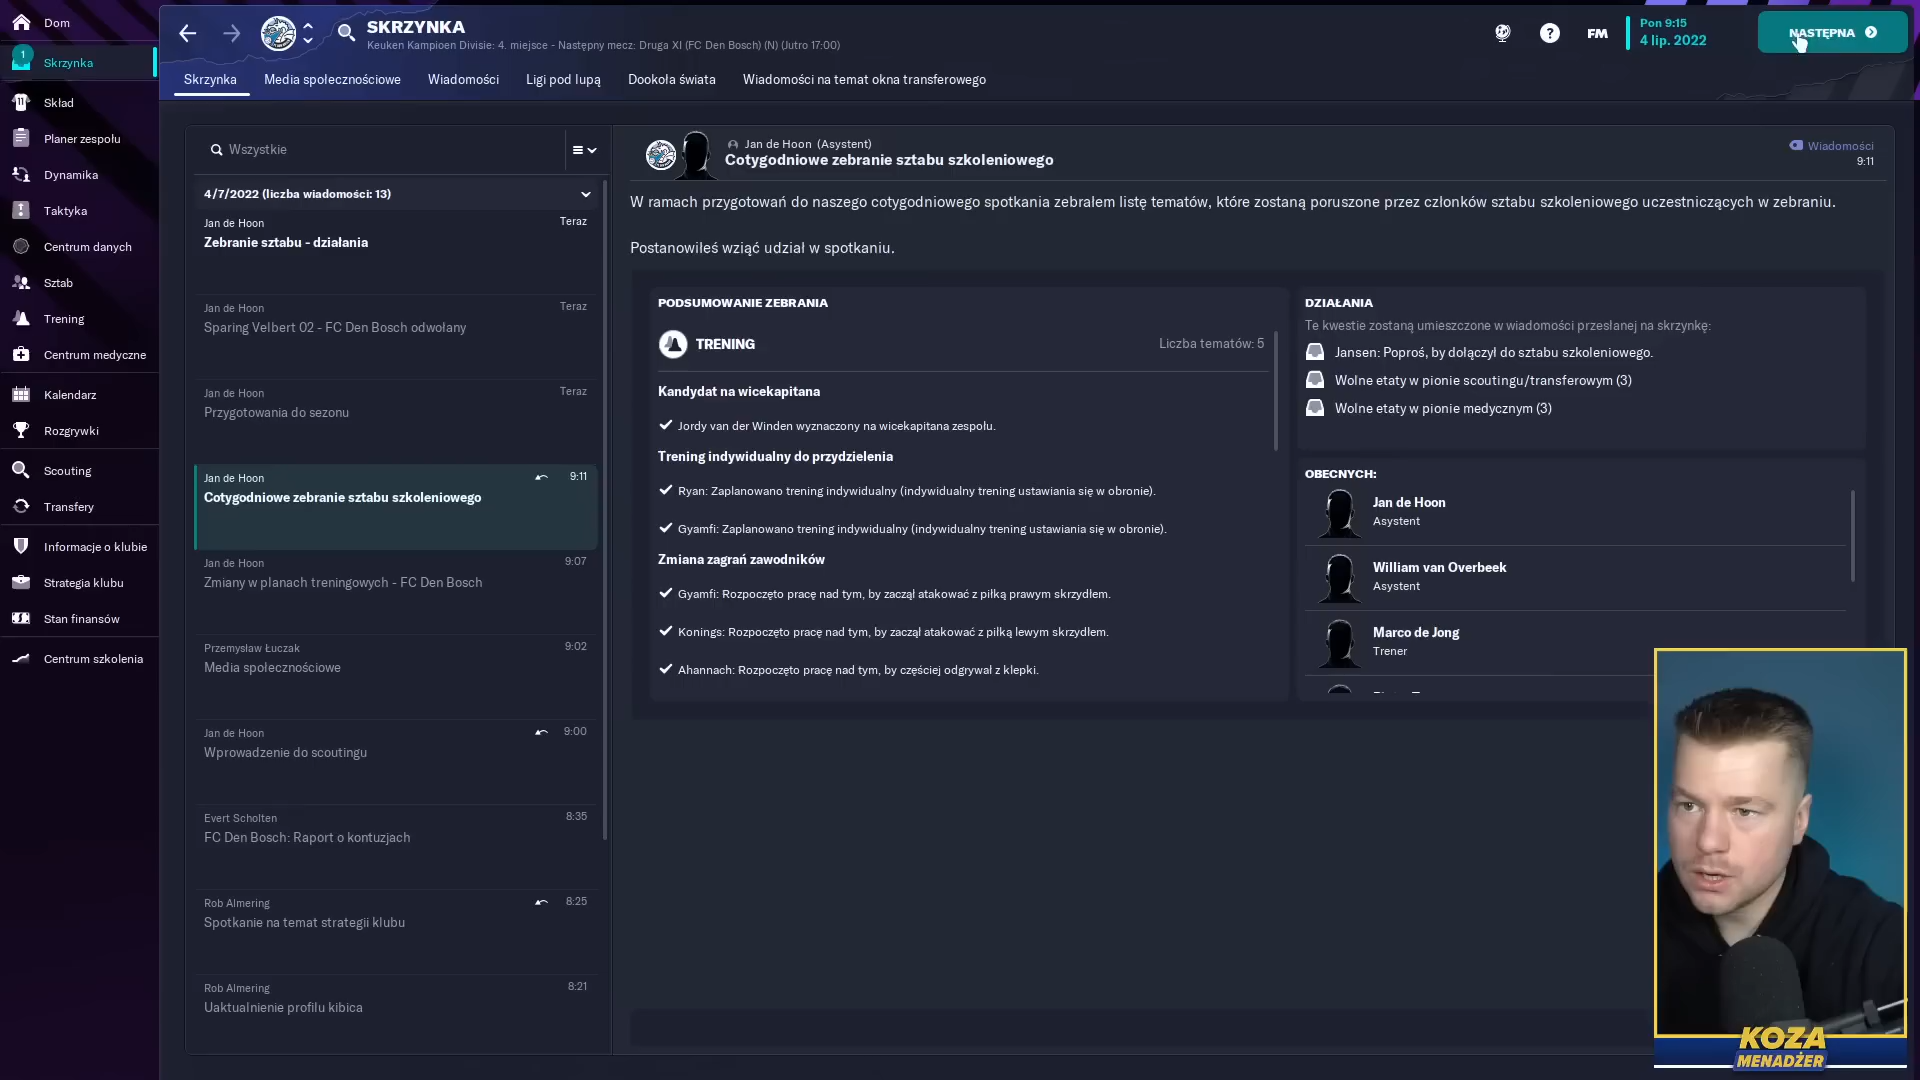 Dom
1
Skrzynka
Skład
Planer zespołu
Dynamika
Taktyka
Centrum danych
Sztab
Trening
Centrum medyczne
Kalendarz
Rozgrywki
Scouting
Transfery
Informacje o klubie
Strategia klubu
Stan finansów
Centrum szkolenia
SKRZYNKA
Keuken Kampioen Divisie: 4. miejsce - Następny mecz: Druga XI (FC Den Bosch) (N) (Jutro 17:00)
FM
Pon 9:15
4 lip. 2022
NASTĘPNA
Skrzynka
Media społecznościowe
Wiadomości
Ligi pod lupą
Dookoła świata
Wiadomości na temat okna transferowego
Wszystkie
4/7/2022 (liczba wiadomości: 13)
Jan de Hoon
Teraz
Zebranie sztabu - działania
Jan de Hoon
Teraz
Sparing Velbert 02 - FC Den Bosch odwołany
Jan de Hoon
Teraz
Przygotowania do sezonu
Jan de Hoon
9:11
Cotygodniowe zebranie sztabu szkoleniowego
Jan de Hoon
9:07
Zmiany w planach treningowych - FC Den Bosch
Przemysław Łuczak
9:02
Media społecznościowe
Jan de Hoon
9:00
Wprowadzenie do scoutingu
Evert Scholten
8:35
FC Den Bosch: Raport o kontuzjach
Rob Almering
8:25
Spotkanie na temat strategii klubu
Rob Almering
8:21
Uaktualnienie profilu kibica
Jan de Hoon (Asystent)
Cotygodniowe zebranie sztabu szkoleniowego
Wiadomości
9:11
W ramach przygotowań do naszego cotygodniowego spotkania zebrałem listę tematów, które zostaną poruszone przez członków sztabu szkoleniowego uczestniczących w zebraniu.
Postanowiłeś wziąć udział w spotkaniu.
PODSUMOWANIE ZEBRANIA
TRENING
Liczba tematów: 5
Kandydat na wicekapitana
Jordy van der Winden wyznaczony na wicekapitana zespołu.
Trening indywidualny do przydzielenia
Ryan: Zaplanowano trening indywidualny (indywidualny trening ustawiania się w obronie).
Gyamfi: Zaplanowano trening indywidualny (indywidualny trening ustawiania się w obronie).
Zmiana zagrań zawodników
Gyamfi: Rozpoczęto pracę nad tym, by zaczął atakować z piłką prawym skrzydłem.
Konings: Rozpoczęto pracę nad tym, by zaczął atakować z piłką lewym skrzydłem.
Ahannach: Rozpoczęto pracę nad tym, by częściej odgrywał z klepki.
DZIAŁANIA
Te kwestie zostaną umieszczone w wiadomości przesłanej na skrzynkę:
Jansen: Poproś, by dołączył do sztabu szkoleniowego.
Wolne etaty w pionie scoutingu/transferowym (3)
Wolne etaty w pionie medycznym (3)
OBECNYCH:
Jan de Hoon
Asystent
William van Overbeek
Asystent
Marco de Jong
Trener
KOZA
MENADŻER